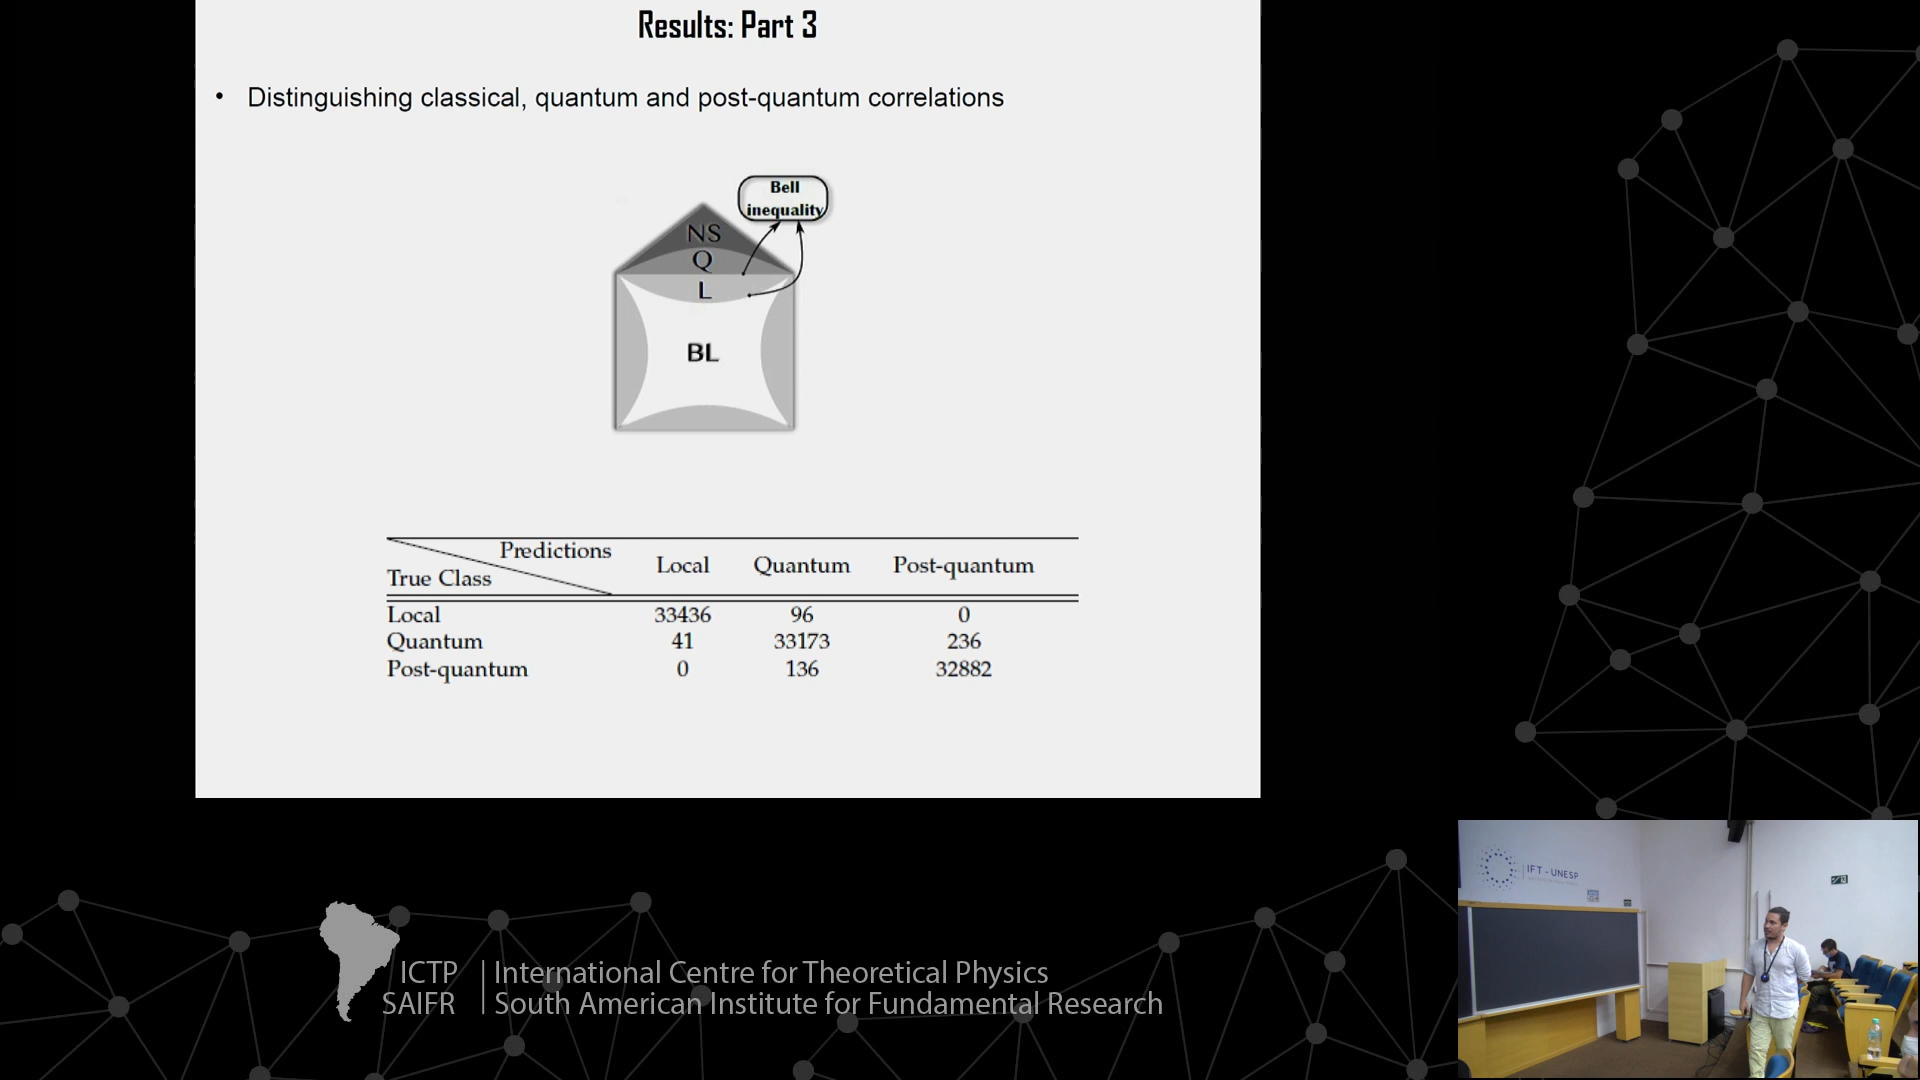 Results: Part 3
• Distinguishing classical, quantum and post-quantum correlations
Bell
inequality
NS
Q
L
BL
Predictions
True Class
Local Quantum Post-quantum
Local 33436 96 0
Quantum 41 33173 236
Post-quantum 0 136 32882
IFT - UNESP
ICTP | International Centre for Theoretical Physics
SAIFR | South American Institute for Fundamental Research